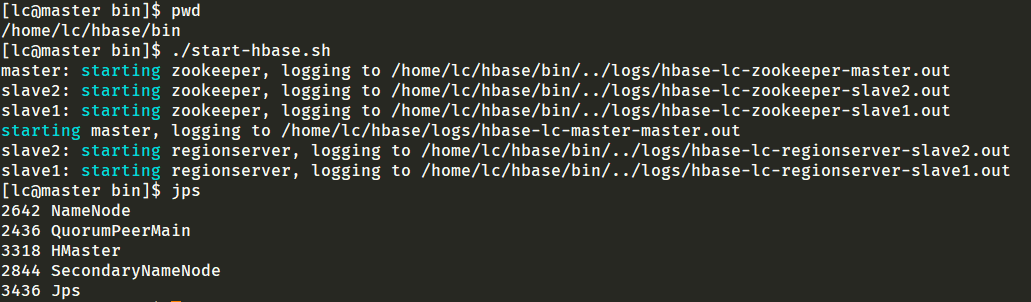 [lc@master bin]$ pwd
/home/lc/hbase/bin
[lc@master bin]$ ./start-hbase.sh
master: starting zookeeper, logging to /home/lc/hbase/bin/../logs/hbase-lc-zookeeper-master.out
slave2: starting zookeeper, logging to /home/lc/hbase/bin/../logs/hbase-lc-zookeeper-slave2.out
slave1: starting zookeeper, logging to /home/lc/hbase/bin/../logs/hbase-lc-zookeeper-slave1.out
starting master, logging to /home/lc/hbase/logs/hbase-lc-master-master.out
slave2: starting regionserver, logging to /home/lc/hbase/bin/../logs/hbase-lc-regionserver-slave2.out
slave1: starting regionserver, logging to /home/lc/hbase/bin/../logs/hbase-lc-regionserver-slave1.out
[lc@master bin]$ jps
2642 NameNode
2436 QuorumPeerMain
3318 HMaster
2844 SecondaryNameNode
3436 Jps